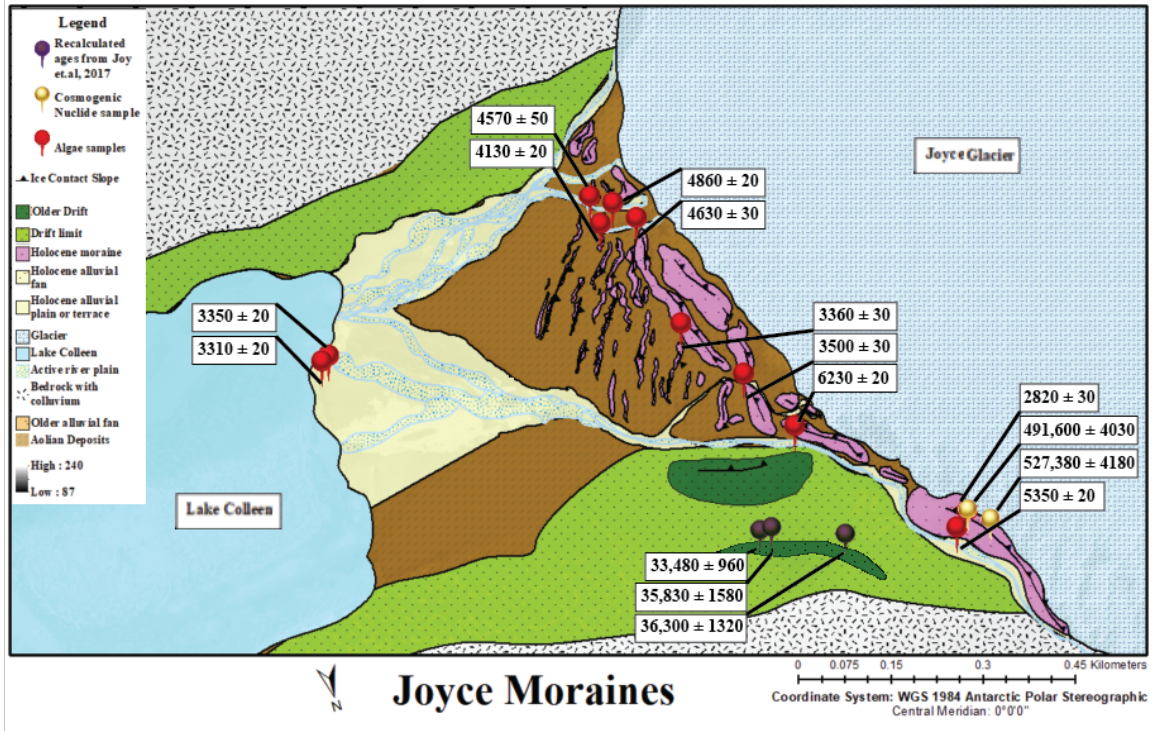 Legend
Recalculated
ages from Joy
et.al, 2017
Cosmogenic
Nuclide sample
Algae samples
Ice Contact Slope
Older Drift
Drift limit
Holocene moraine
Holocene alluvial
fan
Holocene alluvial
plain or terrace
Glacier
Lake Colleen
Active river plain
Bedrock with
colluvium
Older alluvial fan
Aolian Deposits
High : 240
Low : 87
4570 ± 50
4130 ± 20
4860 ± 20
4630 ± 30
Joyce Glacier
3350 ± 20
3310 ± 20
3360 ± 30
3500 ± 30
6230 ± 20
2820 ± 30
491,600 ± 4030
527,380 ± 4180
5350 ± 20
Lake Colleen
33,480 ± 960
35,830 ± 1580
36,300 ± 1320
N
Joyce Moraines
0 0.075 0.15 0.3 0.45 Kilometers
Coordinate System: WGS 1984 Antarctic Polar Stereographic
Central Meridian: 0°0'0"